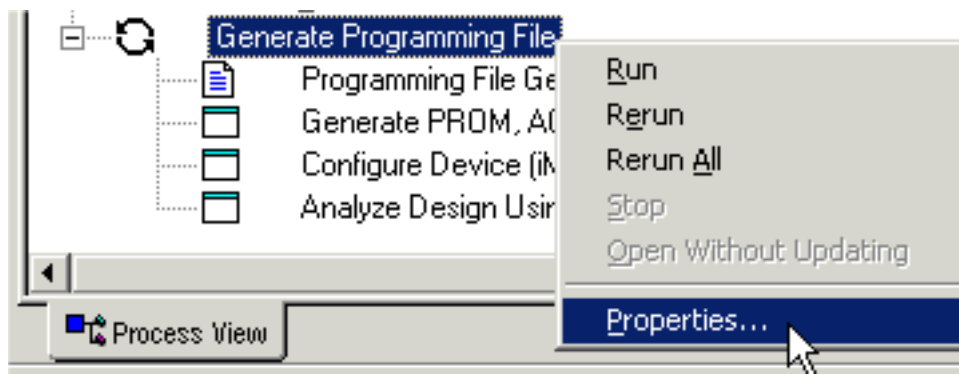 Generate Programming File
Programming File Ge
Generate PROM, AC
Configure Device (iM
Analyze Design Usin
Process View
Run
Rerun
Rerun All
Stop
Open Without Updating
Properties...